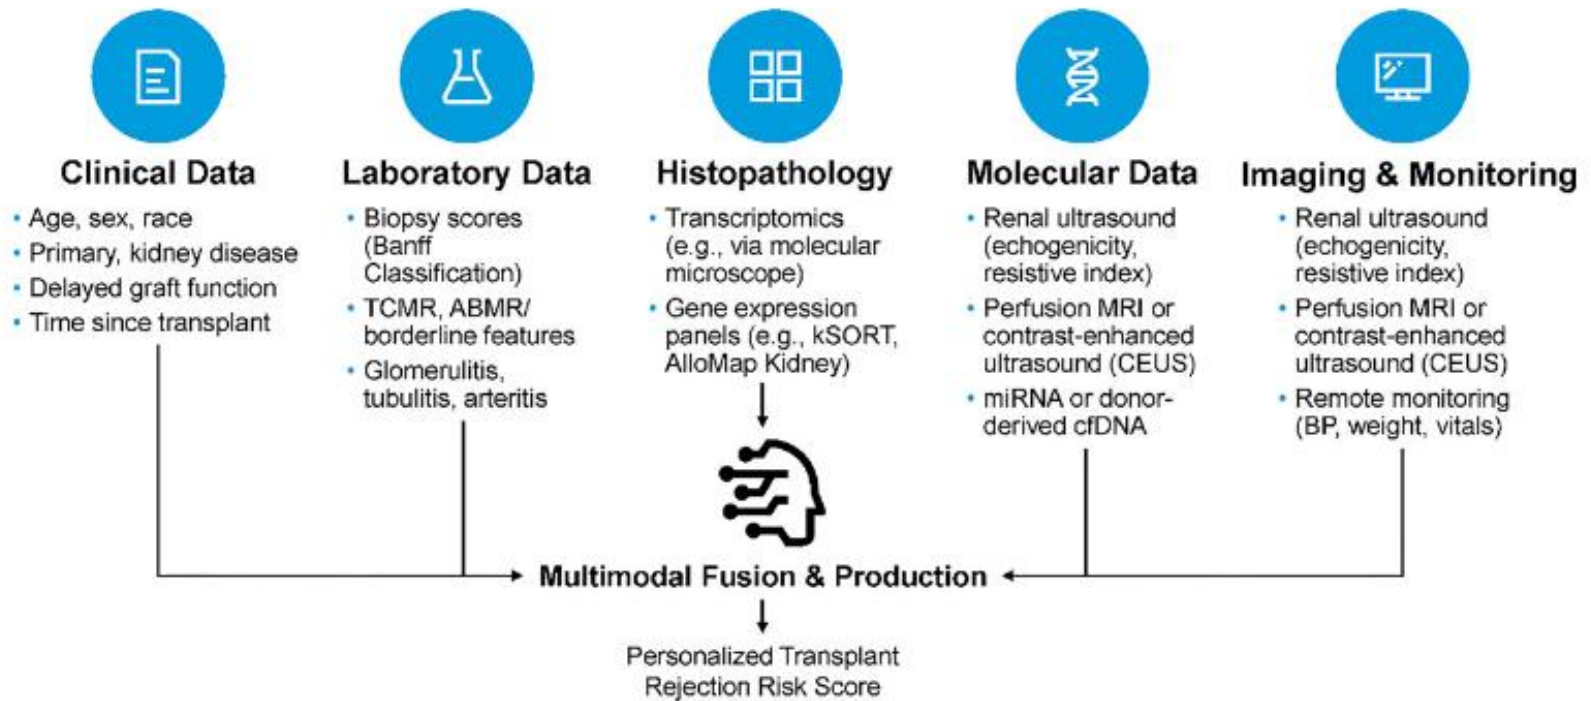 Clinical Data
• Age, sex, race
• Primary, kidney disease
• Delayed graft function
• Time since transplant
Laboratory Data
• Biopsy scores
(Banff
Classification)
• TCMR, ABMR/
borderline features
• Glomerulitis,
tubulitis, arteritis
Histopathology
• Transcriptomics
(e.g., via molecular
microscope)
• Gene expression
panels (e.g., kSORT,
AlloMap Kidney)
Molecular Data
• Renal ultrasound
(echogenicity,
resistive index)
• Perfusion MRI or
contrast-enhanced
ultrasound (CEUS)
• miRNA or donor-
derived cfDNA
Imaging & Monitoring
• Renal ultrasound
(echogenicity,
resistive index)
• Perfusion MRI or
contrast-enhanced
ultrasound (CEUS)
• Remote monitoring
(BP, weight, vitals)
Multimodal Fusion & Production
Personalized Transplant
Rejection Risk Score